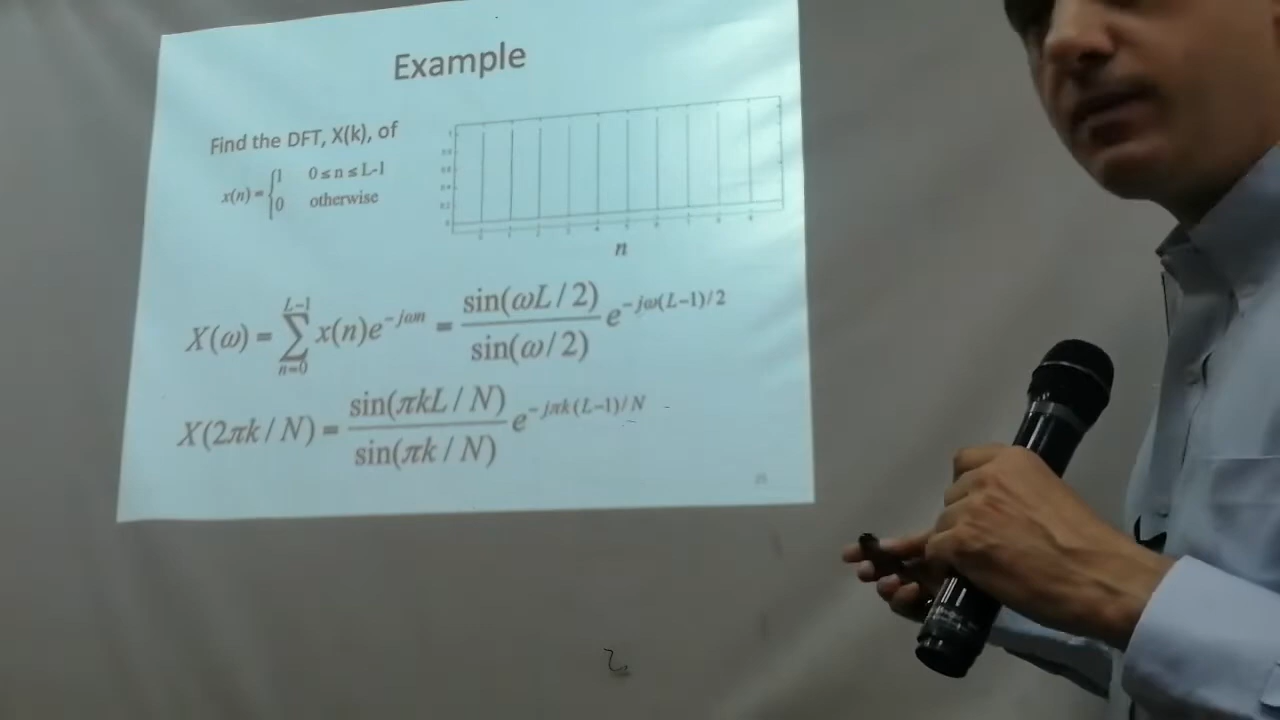 Example
Find the DFT, X(k), of
x(n) = {1 0 ≤ n ≤ L-1
0 otherwise
n
X(ω) = ∑_{n=0}^{L-1} x(n)e^{-jωn} = sin(ωL / 2) / sin(ω / 2) e^{-jω(L-1)/2}
X(2πk / N) = sin(πkL / N) / sin(πk / N) e^{-jπk(L-1)/N}